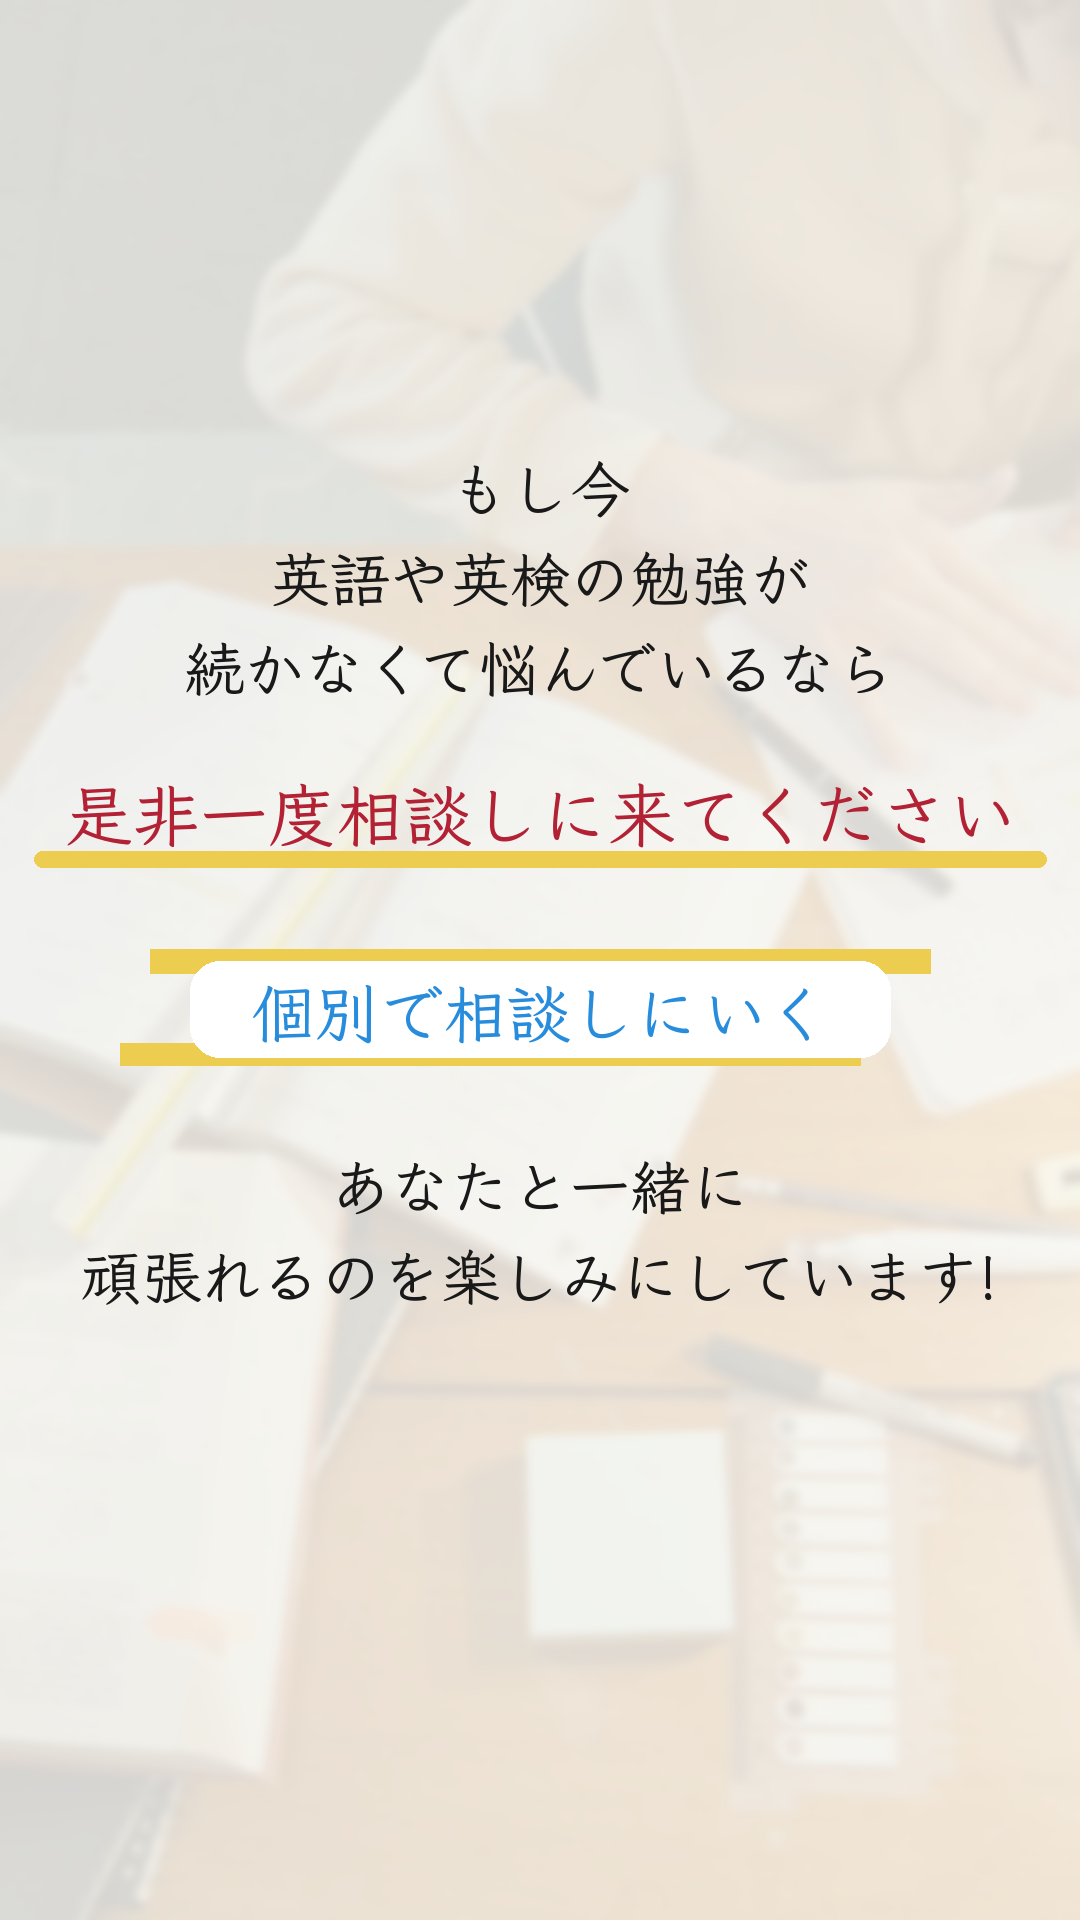 もし今
英語や英検の勉強が
続かなくて悩んでいるなら
是非一度相談しに来てください
個別で相談しにいく
あなたと一緒に
頑張れるのを楽しみにしています!